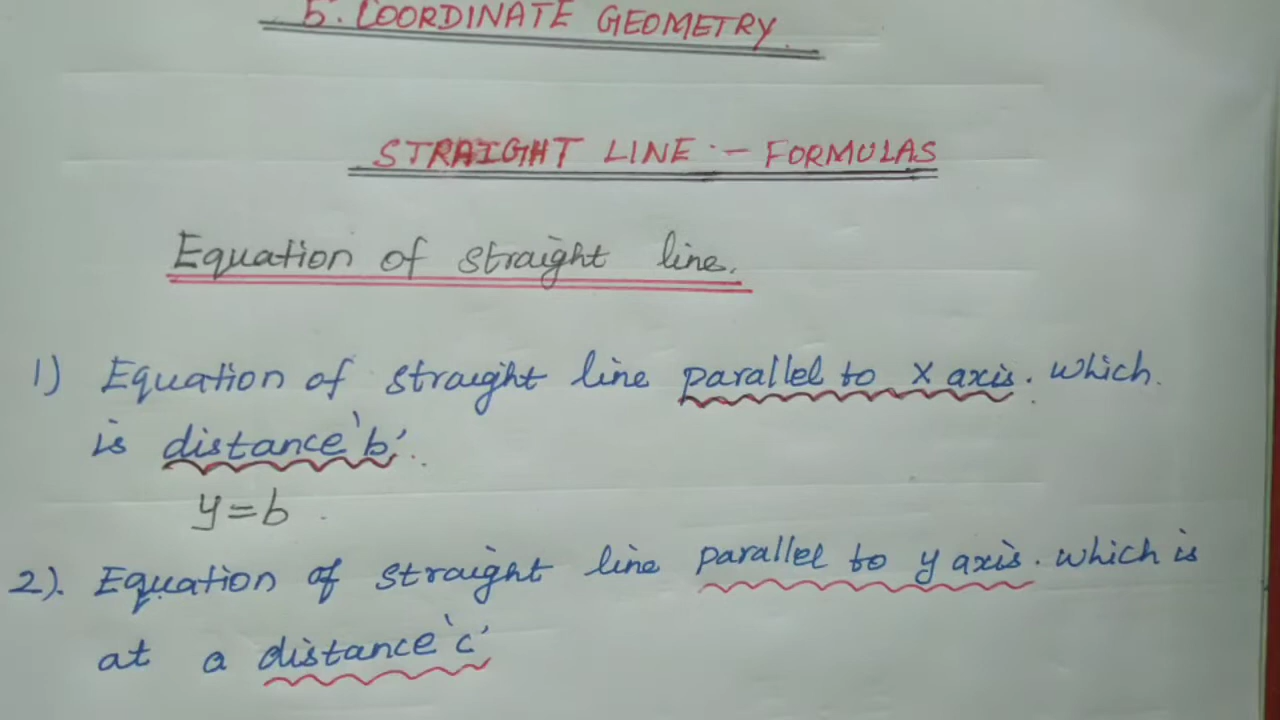 5. COORDINATE GEOMETRY.
STRAIGHT LINE :- FORMULAS
Equation of straight line.
1) Equation of straight line parallel to x axis. which.
is distance 'b'.
y=b.
2). Equation of straight line parallel to y axis. which is
at a distance 'c'